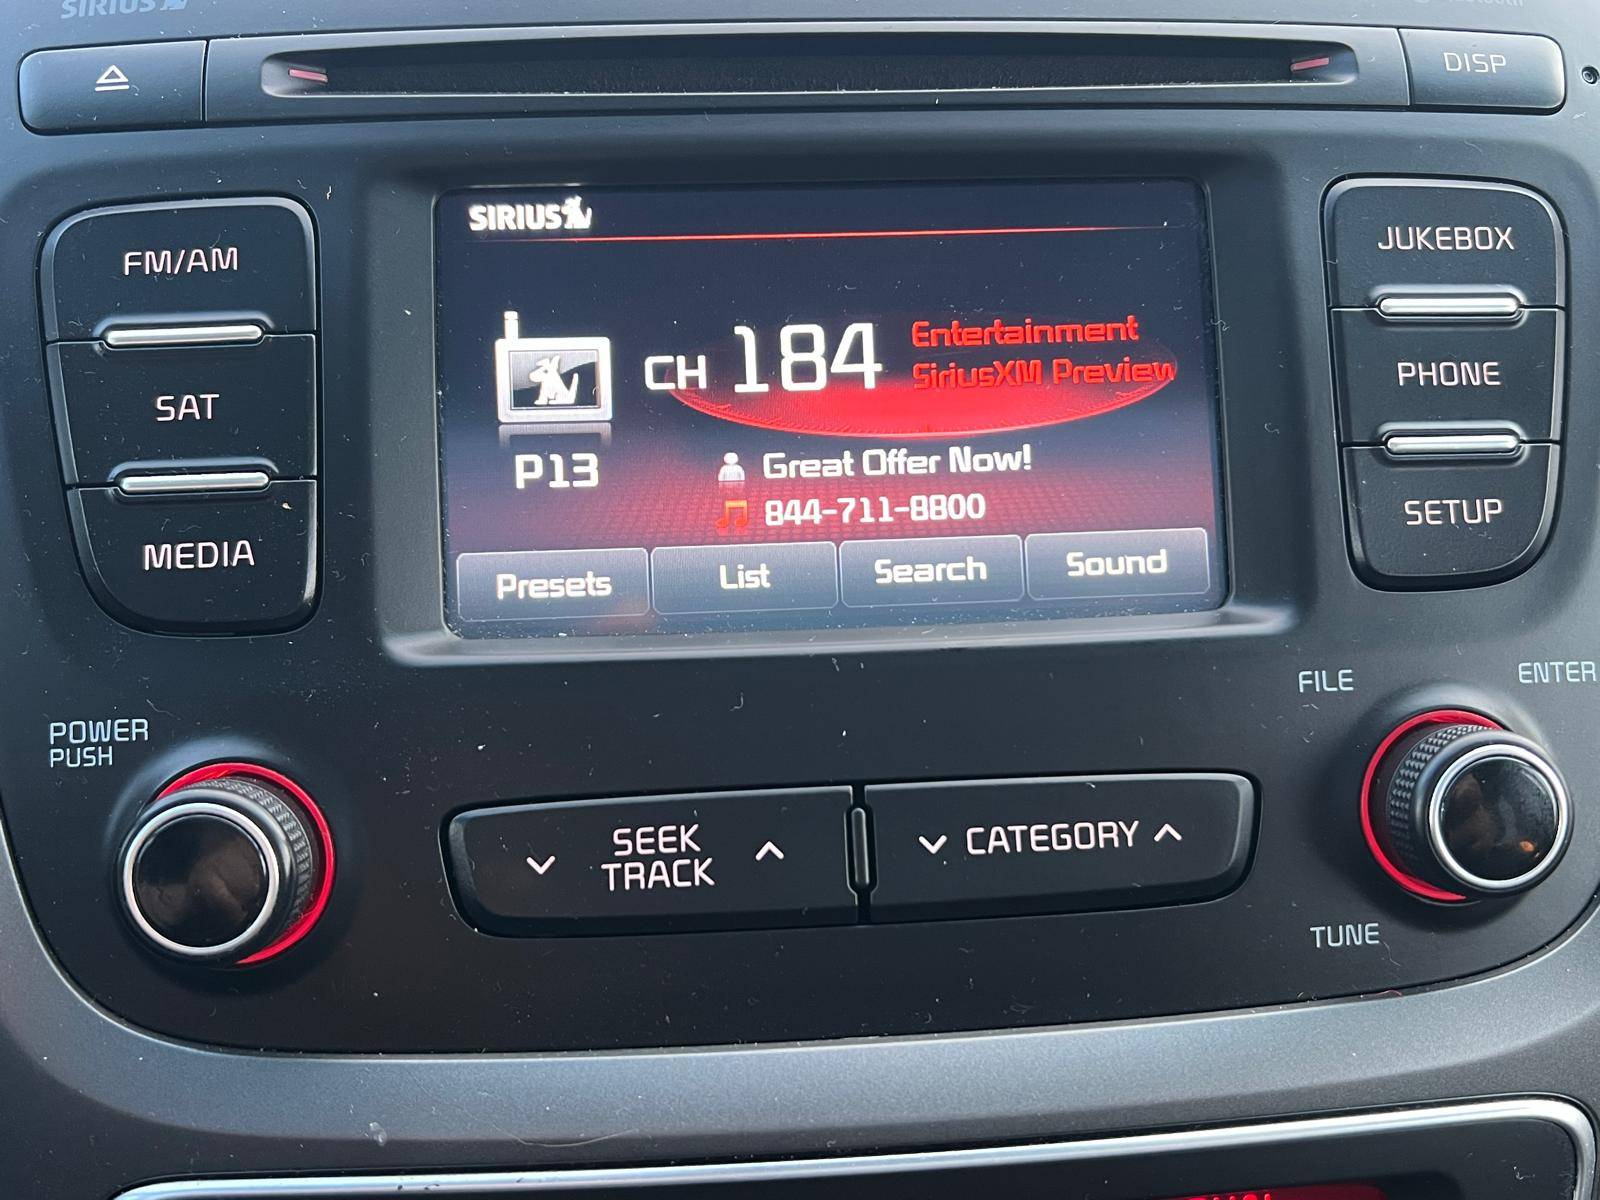 SIRIUS
DISP
FM/AM
SAT
MEDIA
SIRIUS
CH 184
Entertainment
SiriusXM Preview
P13
Great Offer Now!
844-711-8800
Presets
List
Search
Sound
JUKEBOX
PHONE
SETUP
POWER
PUSH
SEEK
TRACK
CATEGORY
FILE
ENTER
TUNE